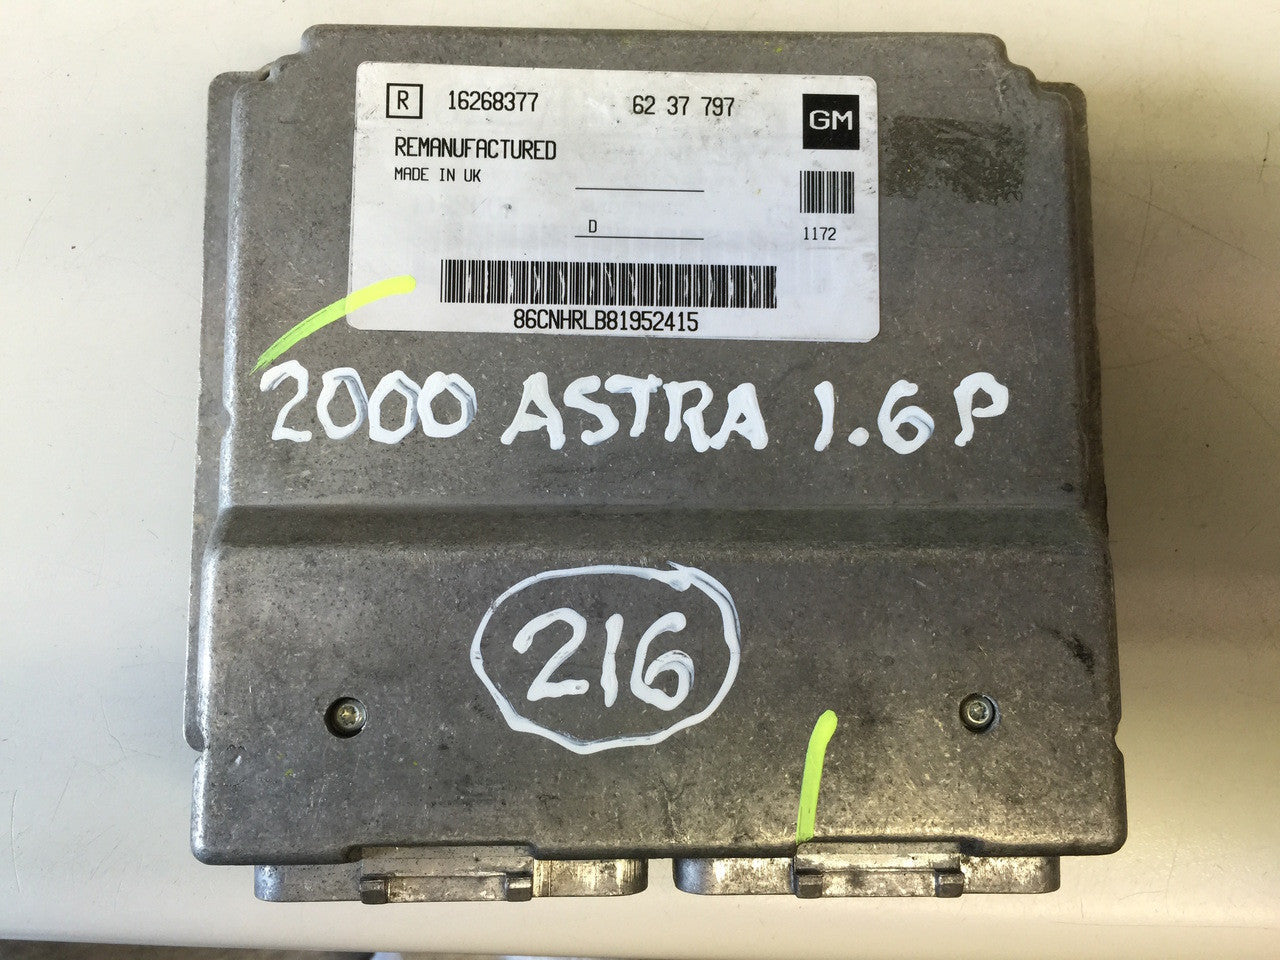 R 16268377 62 37 797 GM
REMANUFACTURED
MADE IN UK
D
1172
86CNHRLB81952415
2000 ASTRA 1.6 P
216